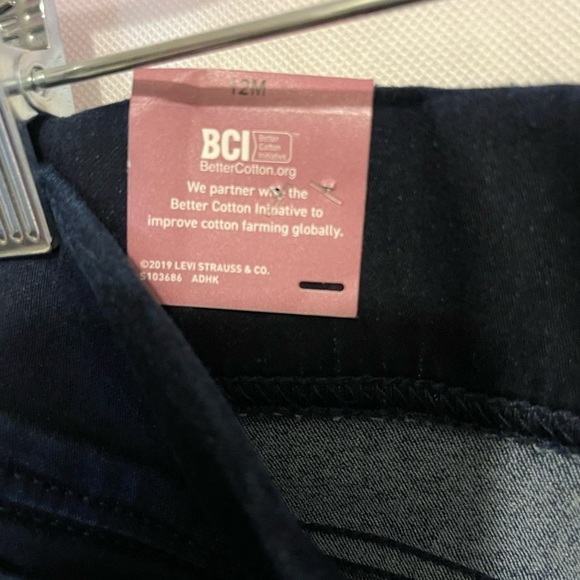 12M
BCI
Better
Cotton
Initiative
™
BetterCotton.org
We partner with the
Better Cotton Initiative to
improve cotton farming globally.
©2019 LEVI STRAUSS & CO.
S103686 ADHK